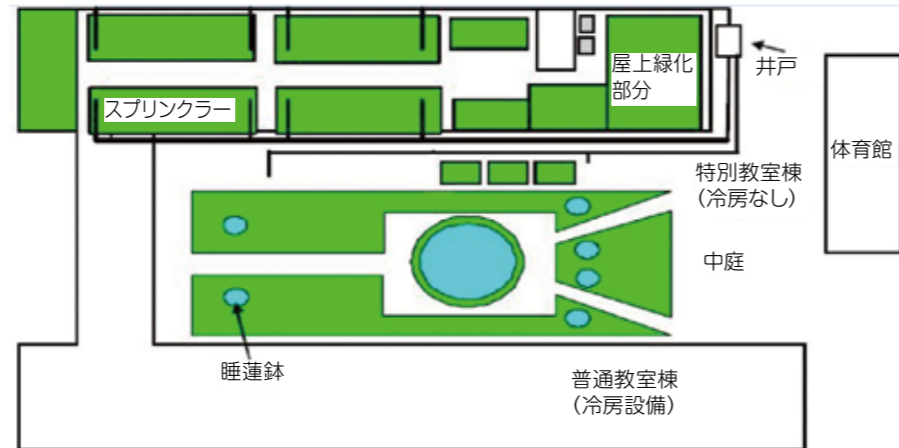 屋上緑化
部分
井戸
スプリンクラー
体育館
特別教室棟
（冷房なし）
中庭
睡蓮鉢
普通教室棟
（冷房設備）